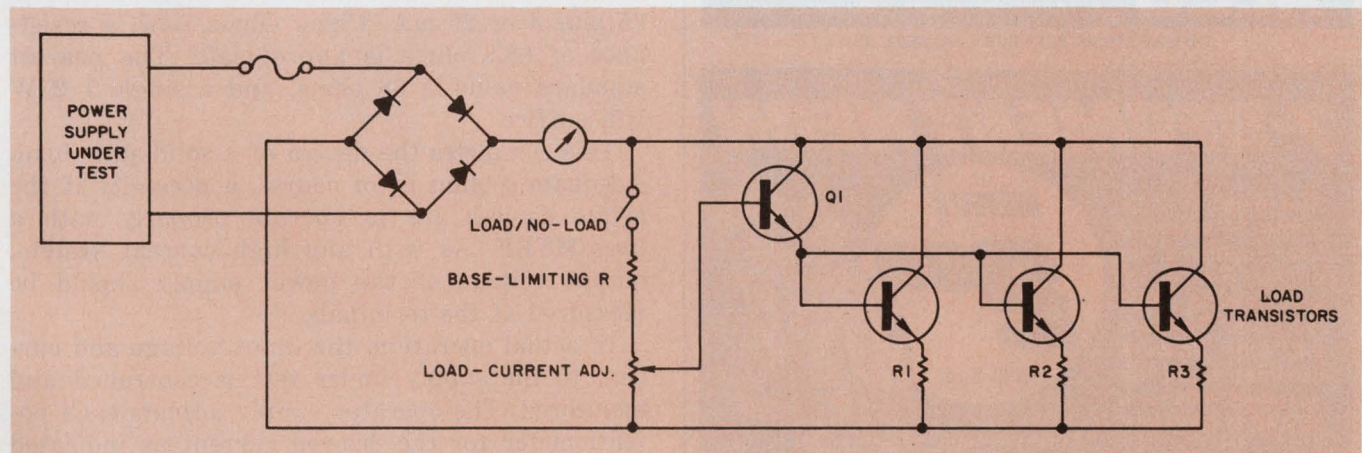 POWER
SUPPLY
UNDER
TEST
LOAD/NO-LOAD
BASE-LIMITING R
LOAD-CURRENT ADJ.
Q1
R1
R2
R3
LOAD
TRANSISTORS